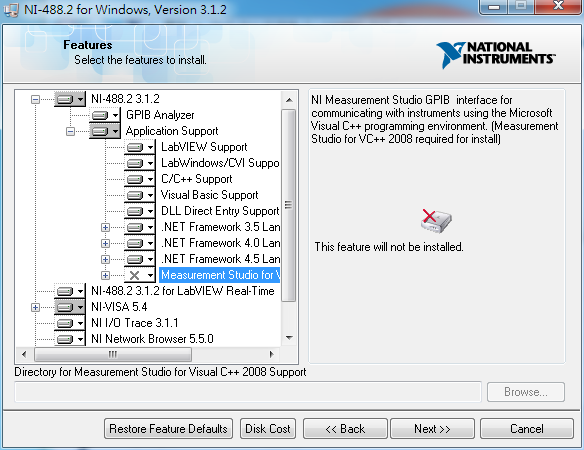 NI-488.2 for Windows, Version 3.1.2
Features
Select the features to install.
NATIONAL
INSTRUMENTS
NI-488.2 3.1.2
GPIB Analyzer
Application Support
LabVIEW Support
LabWindows/CVI Suppo
C/C++ Support
Visual Basic Support
DLL Direct Entry Support
.NET Framework 3.5 Lan
.NET Framework 4.0 Lan
.NET Framework 4.5 Lan
Measurement Studio for V
NI-488.2 3.1.2 for LabVIEW Real-Time
NI-VISA 5.4
NI I/O Trace 3.1.1
NI Network Browser 5.5.0
NI Measurement Studio GPIB interface for
communicating with instruments using the Microsoft
Visual C++ programming environment. (Measurement
Studio for VC++ 2008 required for install)
This feature will not be installed.
Directory for Measurement Studio for Visual C++ 2008 Support
Browse...
Restore Feature Defaults
Disk Cost
<< Back
Next >>
Cancel